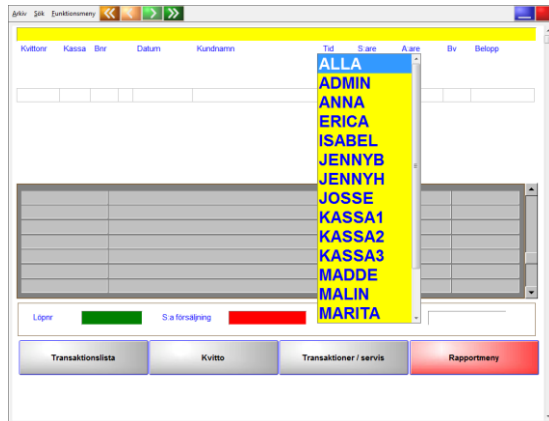 Arkiv Sök Funktionsmeny
Kvittonr Kassa Bnr Datum Kundnamn Tid S:are A:are Bv Belopp
ALLA
ADMIN
ANNA
ERICA
ISABEL
JENNYB
JENNYH
JOSSE
KASSA1
KASSA2
KASSA3
MADDE
MALIN
MARITA
Löpnr S:a försäljning
Transaktionslista Kvitto Transaktioner / servis Rapportmeny